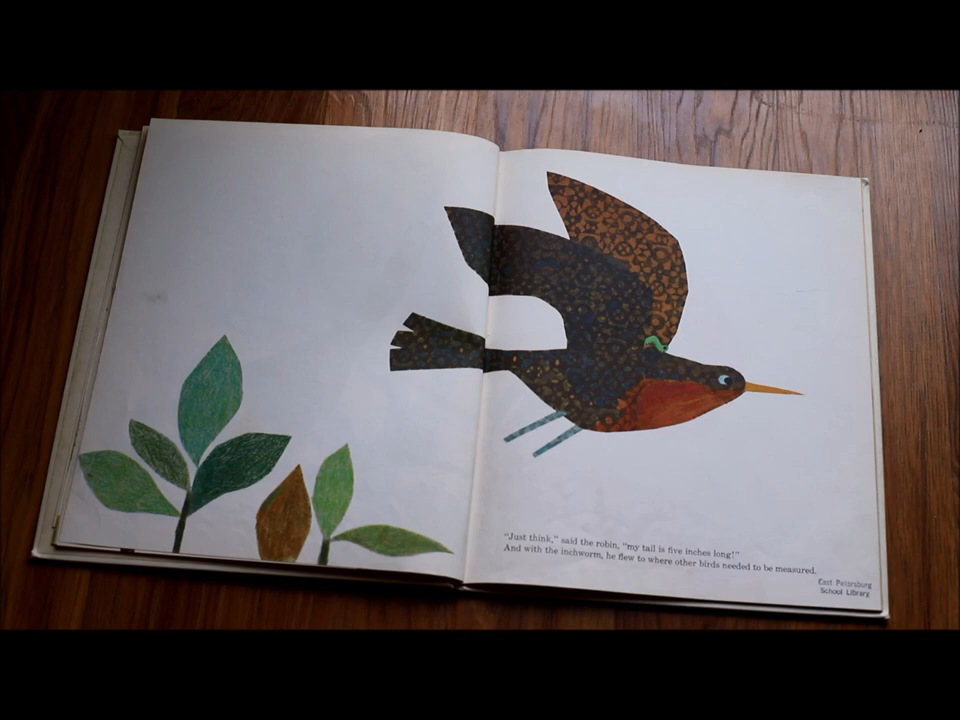 "Just think," said the robin, "my tail is five inches long!"
And with the inchworm, he flew to where other birds needed to be measured.
East Petersburg
School Library